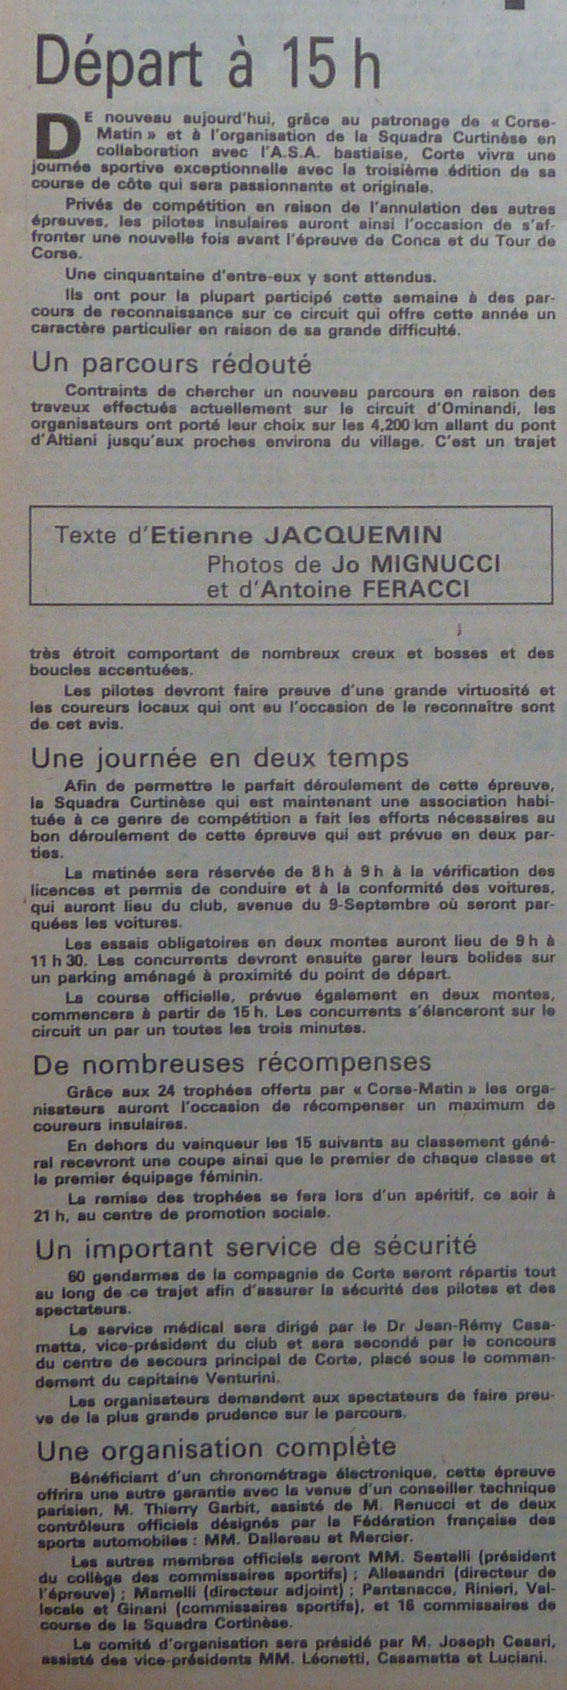 Départ à 15 h
DE nouveau aujourd'hui, grâce au patronage de « Corse-
Matin » et à l'organisation de la Squadra Curtinèse en
collaboration avec l'A.S.A. bastiaise, Corte vivra une
journée sportive exceptionnelle avec la troisième édition de sa
course de côte qui sera passionnante et originale.
Privés de compétition en raison de l'annulation des autres
épreuves, les pilotes insulaires auront ainsi l'occasion de s'af-
fronter une nouvelle fois avant l'épreuve de Conca et du Tour de
Corse.
Une cinquantaine d'entre-eux y sont attendus.
Ils ont pour la plupart participé cette semaine à des par-
cours de reconnaissance sur ce circuit qui offre cette année un
caractère particulier en raison de sa grande difficulté.
Un parcours rédouté
Contraints de chercher un nouveau parcours en raison des
travaux effectués actuellement sur le circuit d'Ominandi, les
organisateurs ont porté leur choix sur les 4,200 km allant du pont
d'Altiani jusqu'aux proches environs du village. C'est un trajet
Texte d'Etienne JACQUEMIN
Photos de Jo MIGNUCCI
et d'Antoine FERACCI
très étroit comportant de nombreux creux et bosses et des
boucles accentuées.
Les pilotes devront faire preuve d'une grande virtuosité et
les coureurs locaux qui ont eu l'occasion de le reconnaître sont
de cet avis.
Une journée en deux temps
Afin de permettre le parfait déroulement de cette épreuve,
la Squadra Curtinèse qui est maintenant une association habi-
tuée à ce genre de compétition a fait les efforts nécessaires au
bon déroulement de cette épreuve qui est prévue en deux par-
ties.
La matinée sera réservée de 8 h à 9 h à la vérification des
licences et permis de conduire et à la conformité des voitures,
qui auront lieu du club, avenue du 9-Septembre où seront par-
quées les voitures.
Les essais obligatoires en deux montes auront lieu de 9 h à
11 h 30. Les concurrents devront ensuite garer leurs bolides sur
un parking aménagé à proximité du point de départ.
La course officielle, prévue également en deux montes,
commencera à partir de 15 h. Les concurrents s'élanceront sur le
circuit un par un toutes les trois minutes.
De nombreuses récompenses
Grâce aux 24 trophées offerts par « Corse-Matin » les orga-
nisateurs auront l'occasion de récompenser un maximum de
coureurs insulaires.
En dehors du vainqueur les 15 suivants au classement géné-
ral recevront une coupe ainsi que le premier de chaque classe et
le premier équipage féminin.
La remise des trophées se fera lors d'un apéritif, ce soir à
21 h, au centre de promotion sociale.
Un important service de sécurité
60 gendarmes de la compagnie de Corte seront répartis tout
au long de ce trajet afin d'assurer la sécurité des pilotes et des
spectateurs.
Le service médical sera dirigé par le Dr Jean-Rémy Casa-
matta, vice-président du club et sera secondé par le concours
du centre de secours principal de Corte, placé sous le comman-
dement du capitaine Venturini.
Les organisateurs demandent aux spectateurs de faire preu-
ve de la plus grande prudence sur le parcours.
Une organisation complète
Bénéficiant d'un chronométrage électronique, cette épreuve
offrira une autre garantie avec la venue d'un conseiller technique
parisien, M. Thierry Garbit, assisté de M. Renucci et de deux
contrôleurs officiels désignés par la Fédération française des
sports automobiles : MM. Dallereau et Mercier.
Les autres membres officiels seront MM. Seatelli (président
du collège des commissaires sportifs) ; Allesandri (directeur de
l'épreuve) ; Mamelli (directeur adjoint) ; Pantanacce, Rinieri, Val-
lecale et Ginani (commissaires sportifs), et 16 commissaires de
course de la Squadra Cortinèse.
Le comité d'organisation sera présidé par M. Joseph Cesari,
assisté des vice-présidents MM. Léonetti, Casamatta et Luciani.